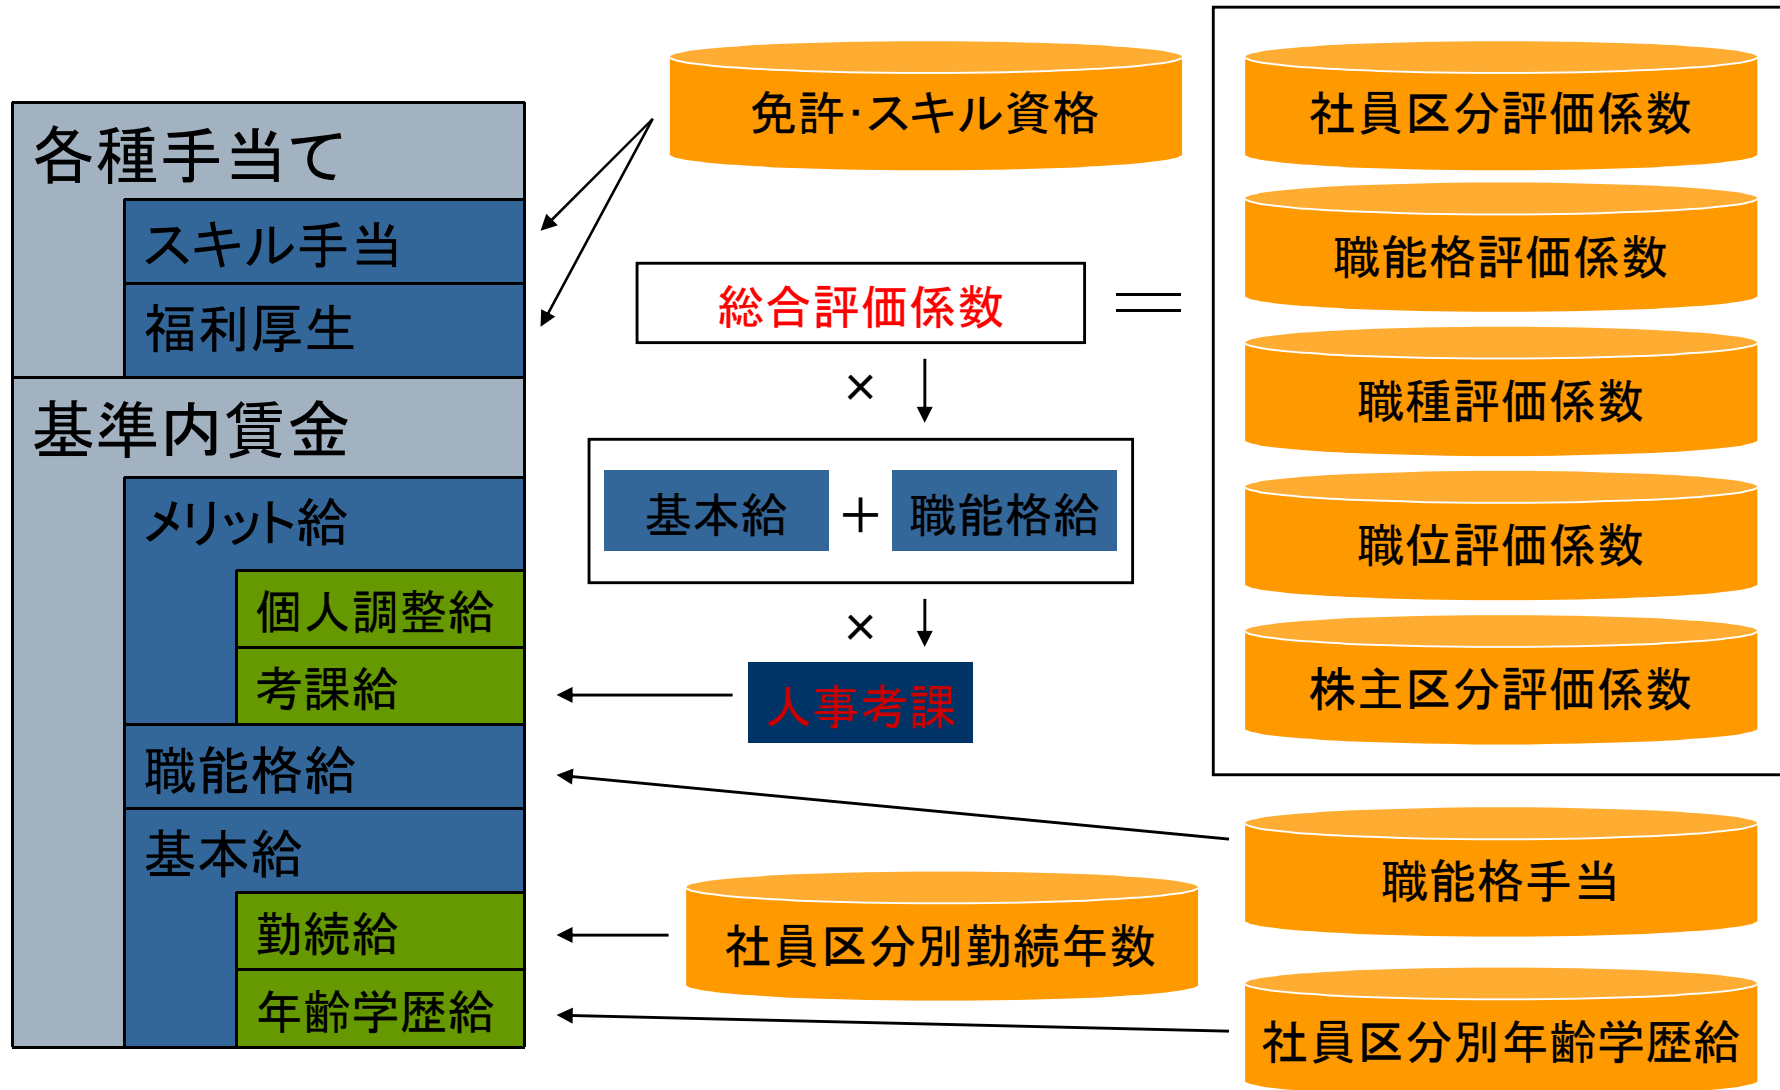 各種手当て
スキル手当
福利厚生
基準内賃金
メリット給
個人調整給
考課給
職能格給
基本給
勤続給
年齢学歴給
免許・スキル資格
総合評価係数
＝
×
基本給
＋
職能格給
×
人事考課
社員区分別勤続年数
社員区分評価係数
職能格評価係数
職種評価係数
職位評価係数
株主区分評価係数
職能格手当
社員区分別年齢学歴給